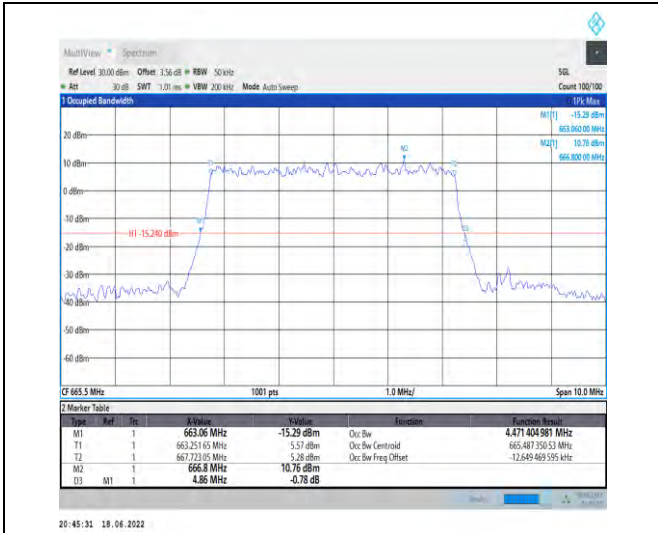 MultiView Spectrum
Ref Level 30.00 dBm Offset 3.56 dB RBW 50 kHz SGL
Att 30 dB SWT 1.01 ms VBW 200 kHz Mode Auto Sweep Count 100/100
1 Occupied Bandwidth 1Pk Max
M1[1] -15.29 dBm
663.06000 MHz
20 dBm
M2[1] 10.76 dBm
666.80000 MHz
M2
T1
T2
10 dBm
0 dBm
-10 dBm
M1
H1 -15.240 dBm
D3
-20 dBm
-30 dBm
-40 dBm
-50 dBm
-60 dBm
CF 665.5 MHz 1001 pts 1.0 MHz/ Span 10.0 MHz
2 Marker Table
Type Ref Trc X-Value Y-Value Function Function Result
M1 1 663.06 MHz -15.29 dBm Occ Bw 4.471 404 981 MHz
T1 1 663.251 65 MHz 5.57 dBm Occ Bw Centroid 665.487 350 53 MHz
T2 1 667.723 05 MHz 5.28 dBm Occ Bw Freq Offset -12.649 469 595 kHz
M2 1 666.8 MHz 10.76 dBm
D3 M1 1 4.86 MHz -0.78 dB
20:45:31 18.06.2022